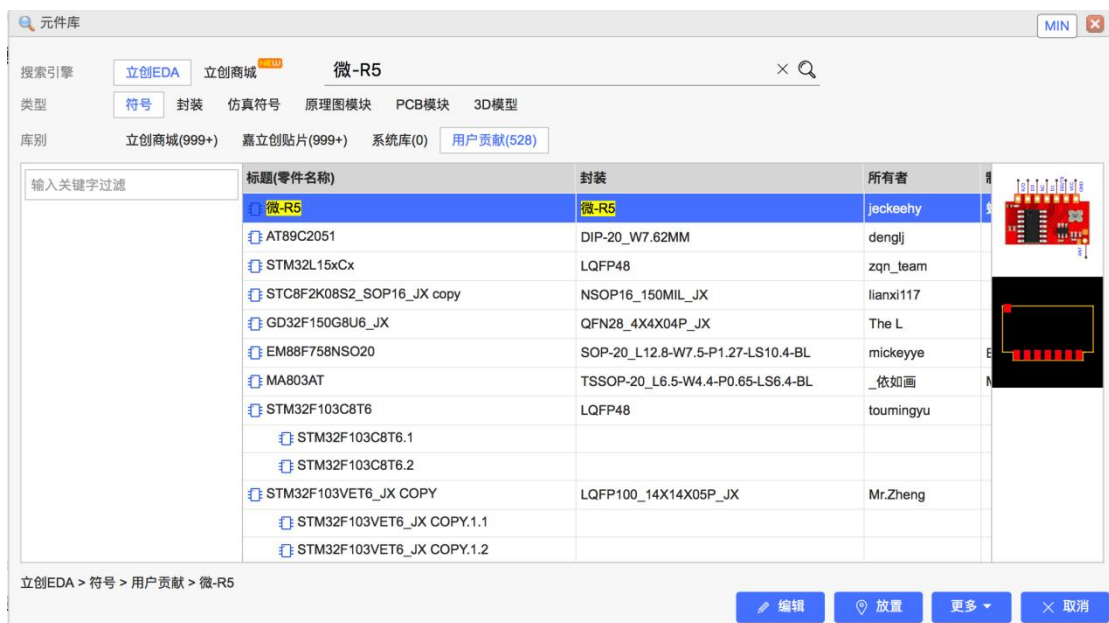 元件库 MIN
搜索引擎 立创EDA 立创商城 NEW 微-R5
类型 符号 封装 仿真符号 原理图模块 PCB模块 3D模型
库别 立创商城(999+) 嘉立创贴片(999+) 系统库(0) 用户贡献(528)
输入关键字过滤
标题(零件名称) 封装 所有者
微-R5 微-R5 jeckeehy
AT89C2051 DIP-20_W7.62MM denglj
STM32L15xCx LQFP48 zqn_team
STC8F2K08S2_SOP16_JX copy NSOP16_150MIL_JX lianxi117
GD32F150G8U6_JX QFN28_4X4X04P_JX The L
EM88F758NSO20 SOP-20_L12.8-W7.5-P1.27-LS10.4-BL mickeyye
MA803AT TSSOP-20_L6.5-W4.4-P0.65-LS6.4-BL _依如画
STM32F103C8T6 LQFP48 toumingyu
STM32F103C8T6.1
STM32F103C8T6.2
STM32F103VET6_JX COPY LQFP100_14X14X05P_JX Mr.Zheng
STM32F103VET6_JX COPY.1.1
STM32F103VET6_JX COPY.1.2
立创EDA > 符号 > 用户贡献 > 微-R5
编辑 放置 更多 取消